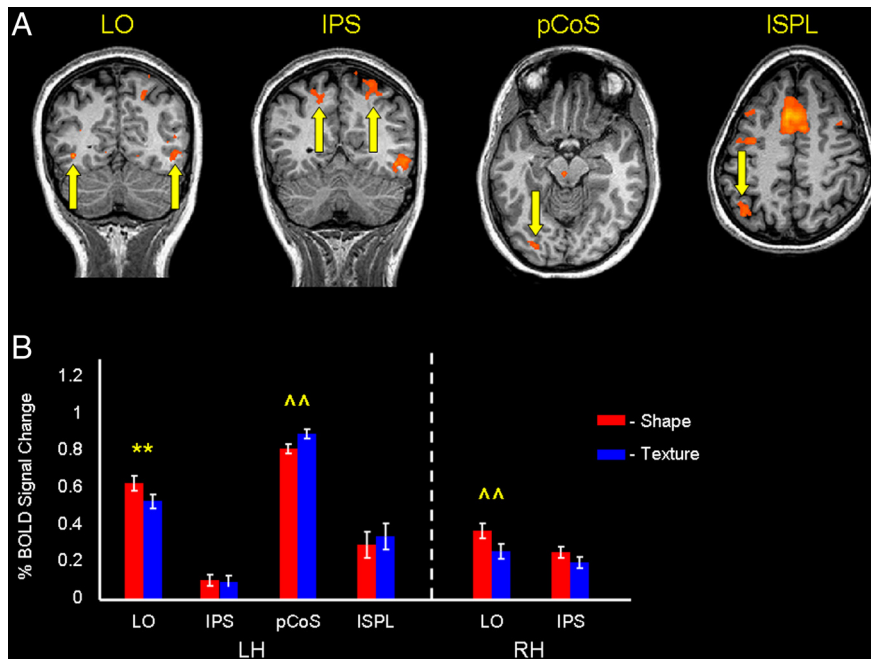 A
LO IPS pCoS lSPL
B
% BOLD Signal Change
1.2
1
0.8
0.6
0.4
0.2
0
**
^^
^^
- Shape
- Texture
LO IPS pCoS lSPL LO IPS
LH RH